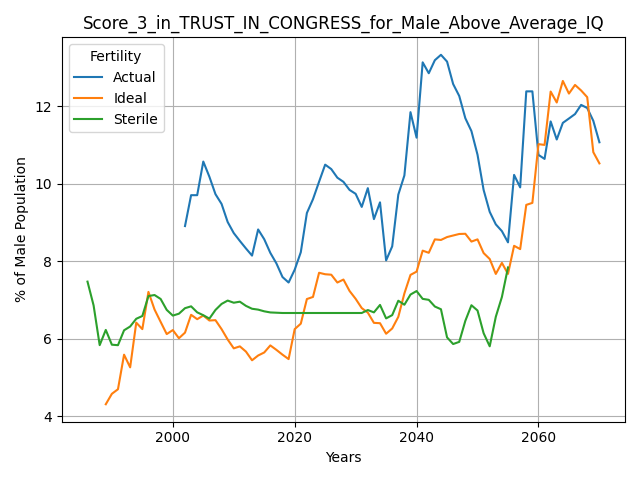 Score_3_in_TRUST_IN_CONGRESS_for_Male_Above_Average_IQ
Fertility
Actual
Ideal
Sterile
% of Male Population
12
10
8
6
4
2000
2020
2040
2060
Years